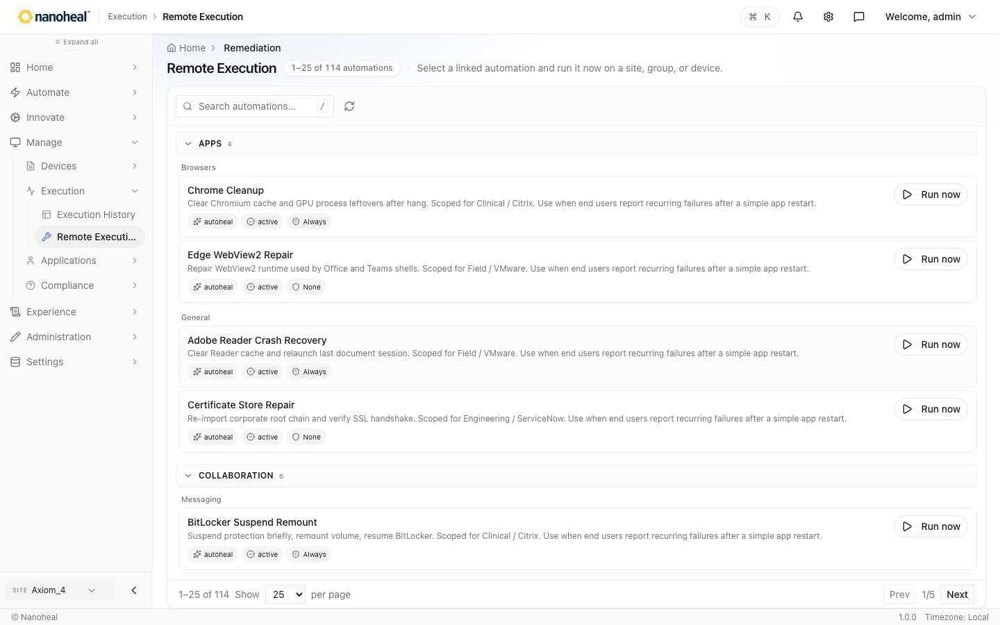 nanoheal™
Execution > Remote Execution
⌘ K
Welcome, admin
Expand all
Home
Automate
Innovate
Manage
Devices
Execution
Execution History
Remote Executi...
Applications
Compliance
Experience
Administration
Settings
SITE Axiom_4
Home > Remediation
Remote Execution 1–25 of 114 automations · Select a linked automation and run it now on a site, group, or device.
Search automations... /
APPS 4
Browsers
Chrome Cleanup
Run now
Clear Chromium cache and GPU process leftovers after hang. Scoped for Clinical / Citrix. Use when end users report recurring failures after a simple app restart.
autoheal active Always
Edge WebView2 Repair
Run now
Repair WebView2 runtime used by Office and Teams shells. Scoped for Field / VMware. Use when end users report recurring failures after a simple app restart.
autoheal active None
General
Adobe Reader Crash Recovery
Run now
Clear Reader cache and relaunch last document session. Scoped for Field / VMware. Use when end users report recurring failures after a simple app restart.
autoheal active Always
Certificate Store Repair
Run now
Re-import corporate root chain and verify SSL handshake. Scoped for Engineering / ServiceNow. Use when end users report recurring failures after a simple app restart.
autoheal active None
COLLABORATION 6
Messaging
BitLocker Suspend Remount
Run now
Suspend protection briefly, remount volume, resume BitLocker. Scoped for Clinical / Citrix. Use when end users report recurring failures after a simple app restart.
autoheal active Always
1–25 of 114 Show 25 per page
Prev 1/5 Next
© Nanoheal
1.0.0 Timezone: Local